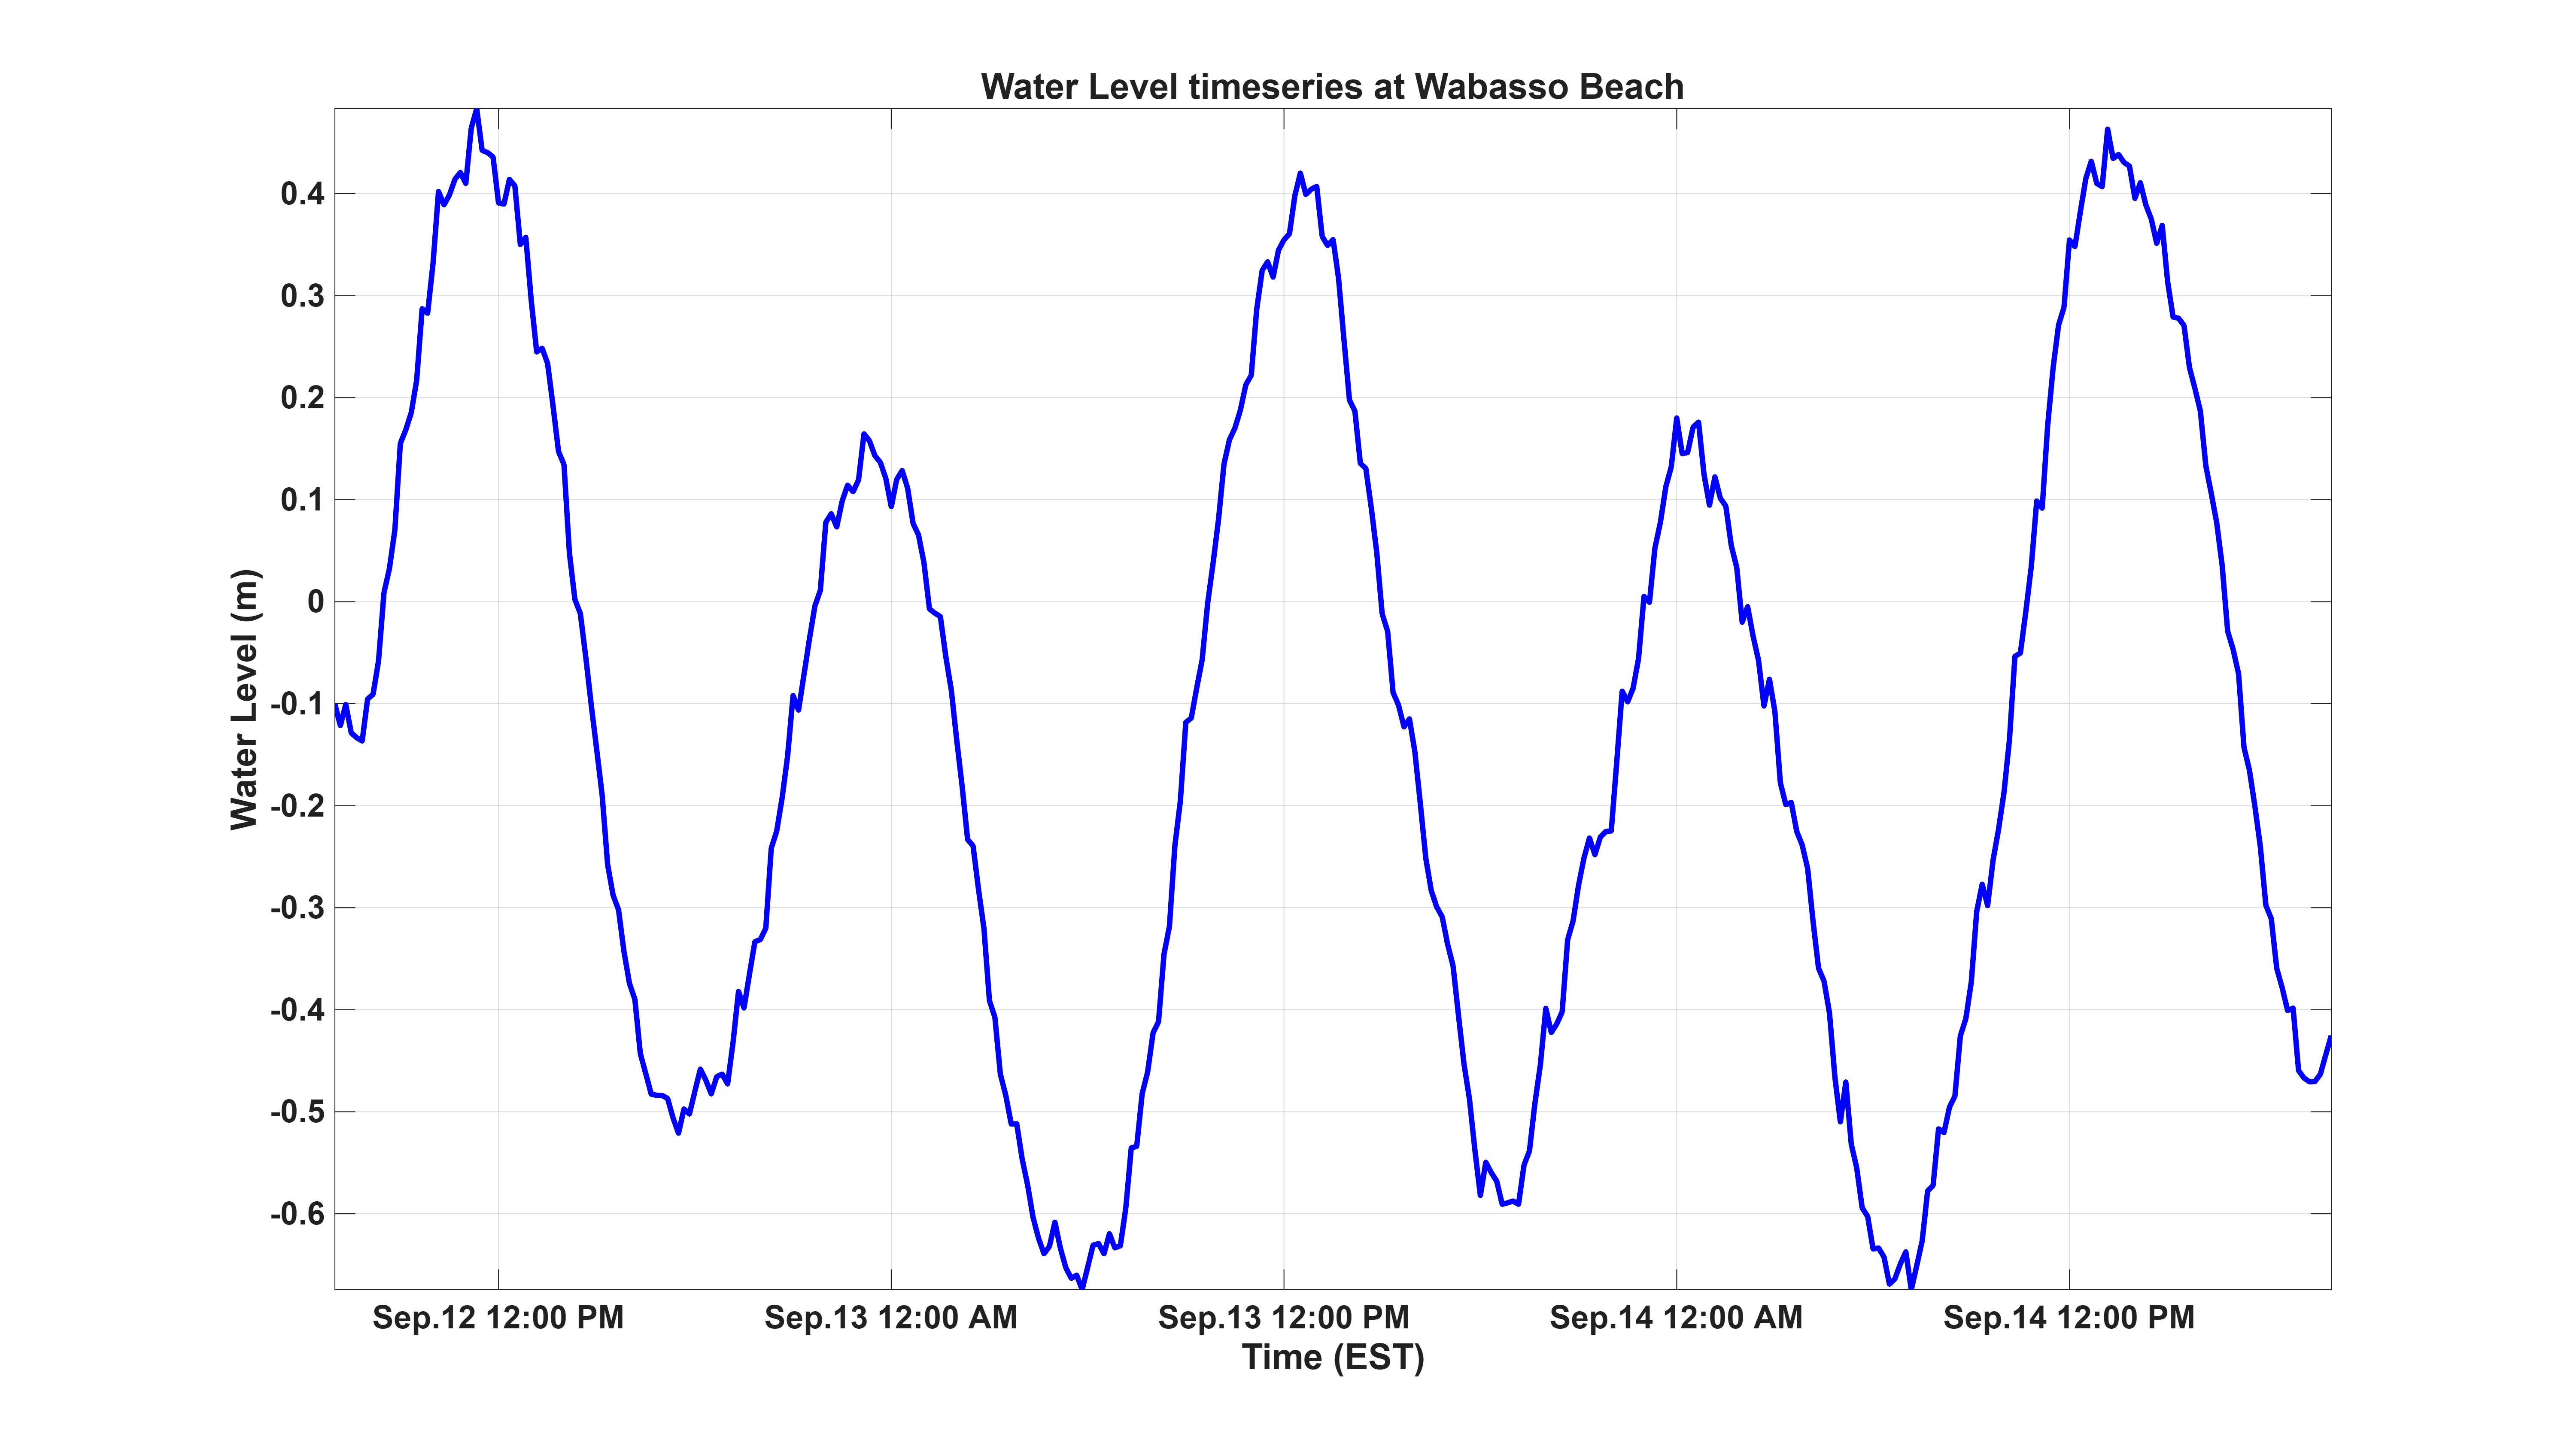 Water Level timeseries at Wabasso Beach
Water Level (m)
0.4
0.3
0.2
0.1
0
-0.1
-0.2
-0.3
-0.4
-0.5
-0.6
Sep.12 12:00 PM
Sep.13 12:00 AM
Sep.13 12:00 PM
Sep.14 12:00 AM
Sep.14 12:00 PM
Time (EST)